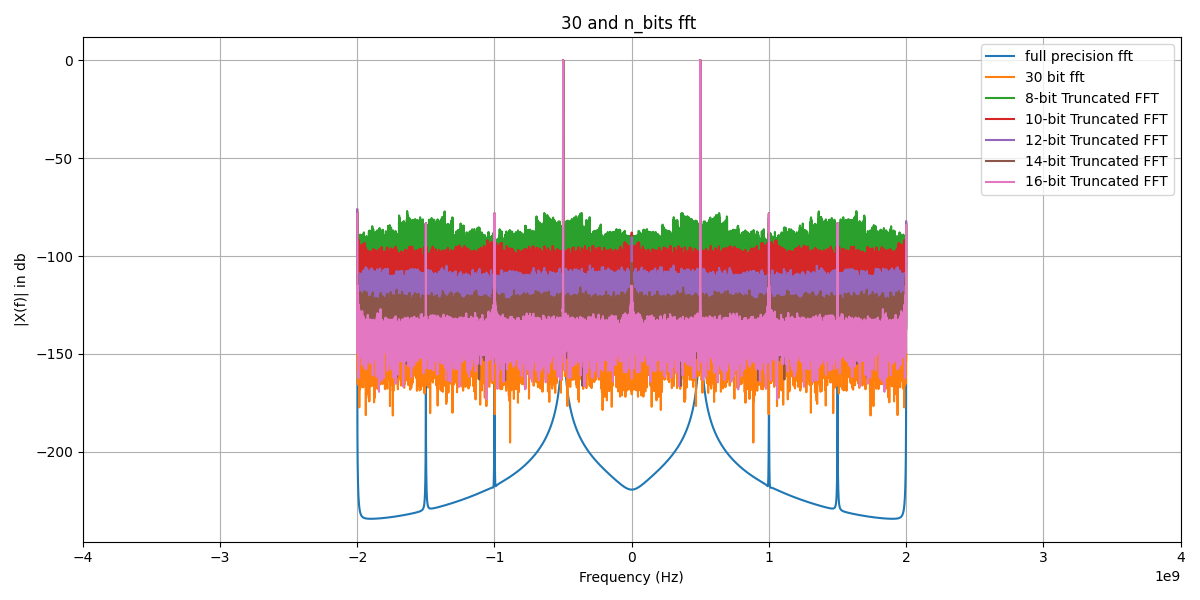 30 and n_bits fft
full precision fft
30 bit fft
8-bit Truncated FFT
10-bit Truncated FFT
12-bit Truncated FFT
14-bit Truncated FFT
16-bit Truncated FFT
|X(f)| in db
0
−50
−100
−150
−200
−4 −3 −2 −1 0 1 2 3 4
1e9
Frequency (Hz)